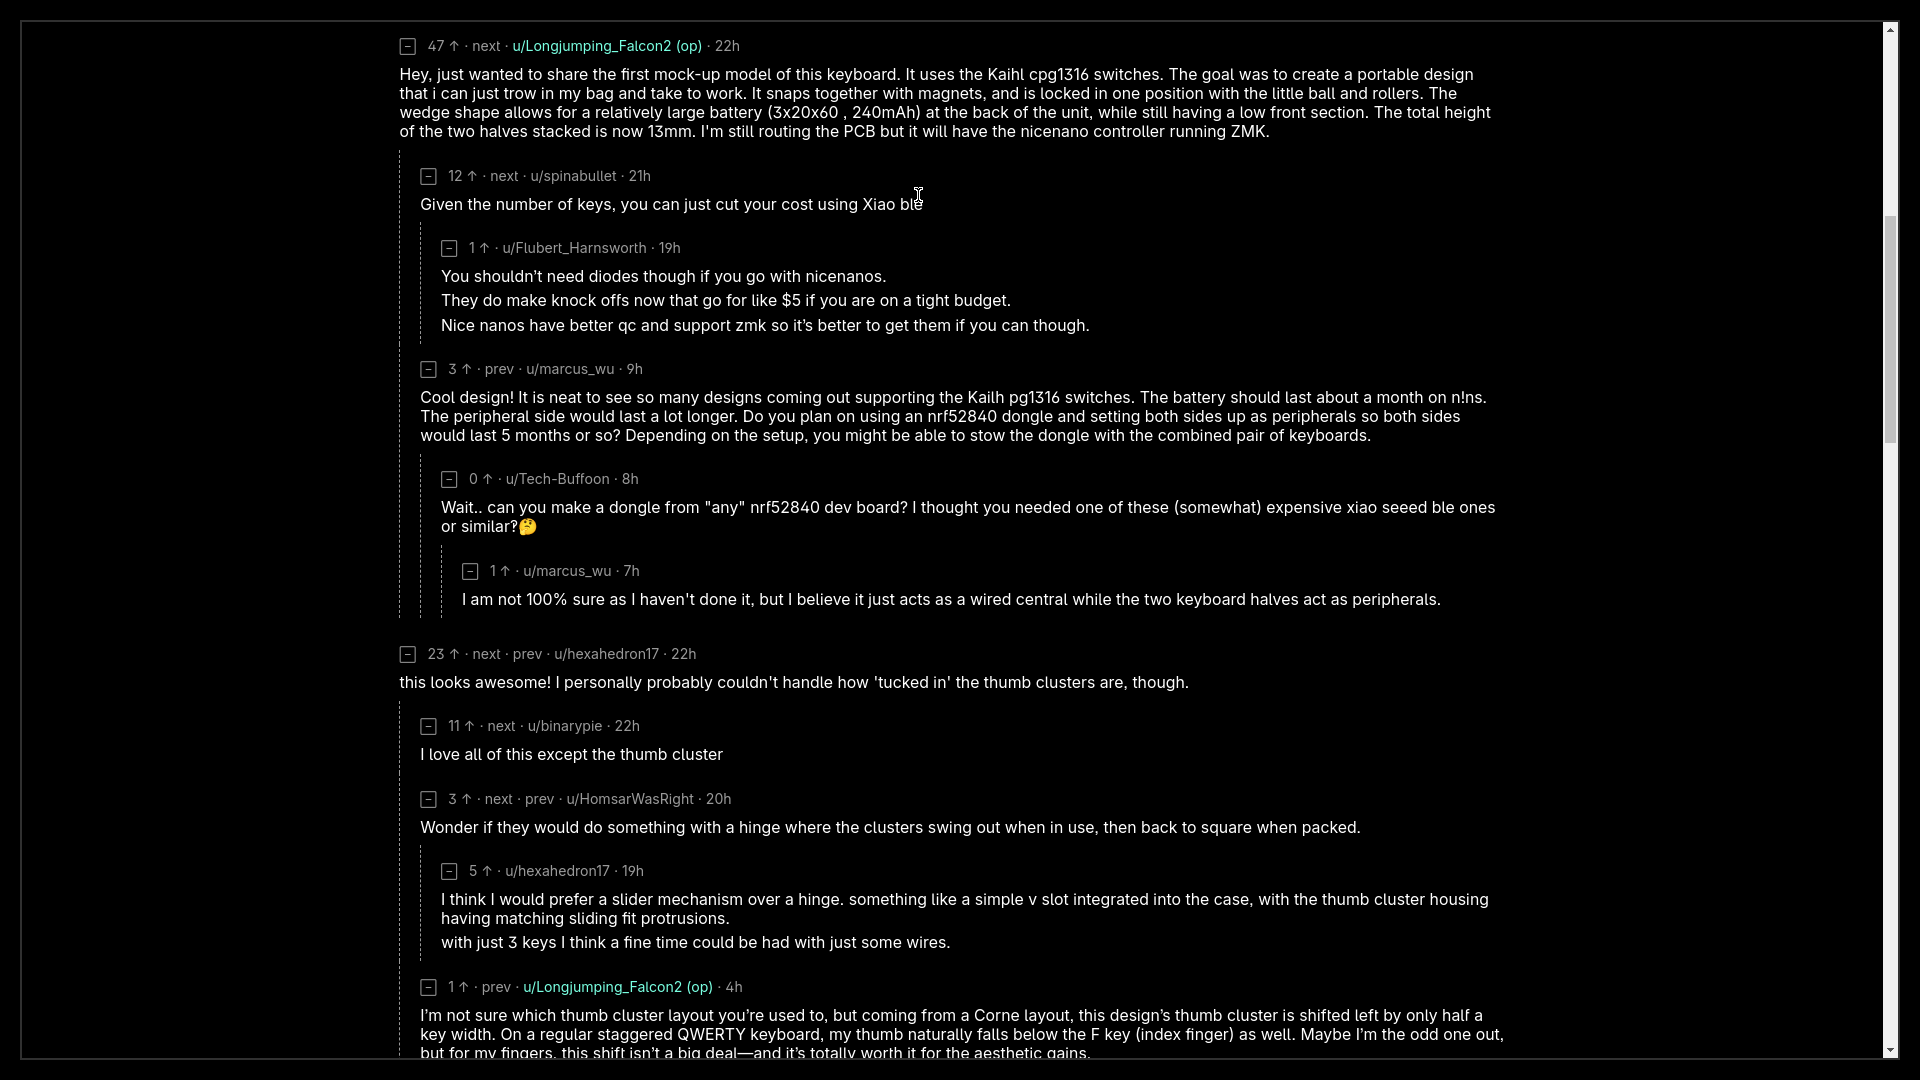 47 ↑ · next · u/Longjumping_Falcon2 (op) · 22h
Hey, just wanted to share the first mock-up model of this keyboard. It uses the Kaihl cpg1316 switches. The goal was to create a portable design
that i can just trow in my bag and take to work. It snaps together with magnets, and is locked in one position with the little ball and rollers. The
wedge shape allows for a relatively large battery (3x20x60 , 240mAh) at the back of the unit, while still having a low front section. The total height
of the two halves stacked is now 13mm. I'm still routing the PCB but it will have the nicenano controller running ZMK.
12 ↑ · next · u/spinabullet · 21h
Given the number of keys, you can just cut your cost using Xiao ble
1 ↑ · u/Flubert_Harnsworth · 19h
You shouldn’t need diodes though if you go with nicenanos.
They do make knock offs now that go for like $5 if you are on a tight budget.
Nice nanos have better qc and support zmk so it’s better to get them if you can though.
3 ↑ · prev · u/marcus_wu · 9h
Cool design! It is neat to see so many designs coming out supporting the Kailh pg1316 switches. The battery should last about a month on n!ns.
The peripheral side would last a lot longer. Do you plan on using an nrf52840 dongle and setting both sides up as peripherals so both sides
would last 5 months or so? Depending on the setup, you might be able to stow the dongle with the combined pair of keyboards.
0 ↑ · u/Tech-Buffoon · 8h
Wait.. can you make a dongle from "any" nrf52840 dev board? I thought you needed one of these (somewhat) expensive xiao seeed ble ones
or similar‽🤔
1 ↑ · u/marcus_wu · 7h
I am not 100% sure as I haven't done it, but I believe it just acts as a wired central while the two keyboard halves act as peripherals.
23 ↑ · next · prev · u/hexahedron17 · 22h
this looks awesome! I personally probably couldn't handle how 'tucked in' the thumb clusters are, though.
11 ↑ · next · u/binarypie · 22h
I love all of this except the thumb cluster
3 ↑ · next · prev · u/HomsarWasRight · 20h
Wonder if they would do something with a hinge where the clusters swing out when in use, then back to square when packed.
5 ↑ · u/hexahedron17 · 19h
I think I would prefer a slider mechanism over a hinge. something like a simple v slot integrated into the case, with the thumb cluster housing
having matching sliding fit protrusions.
with just 3 keys I think a fine time could be had with just some wires.
1 ↑ · prev · u/Longjumping_Falcon2 (op) · 4h
I’m not sure which thumb cluster layout you’re used to, but coming from a Corne layout, this design’s thumb cluster is shifted left by only half a
key width. On a regular staggered QWERTY keyboard, my thumb naturally falls below the F key (index finger) as well. Maybe I’m the odd one out,
but for my fingers, this shift isn’t a big deal—and it’s totally worth it for the aesthetic gains.